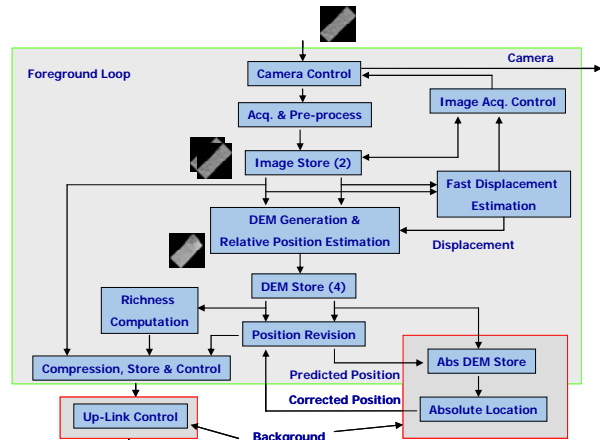 Camera
Foreground Loop
Camera Control
Image Acq. Control
Acq. & Pre-process
Image Store (2)
Fast Displacement
Estimation
DEM Generation &
Relative Position Estimation
Displacement
DEM Store (4)
Richness
Computation
Position Revision
Abs DEM Store
Compression, Store & Control
Predicted Position
Corrected Position
Absolute Location
Up-Link Control
Background